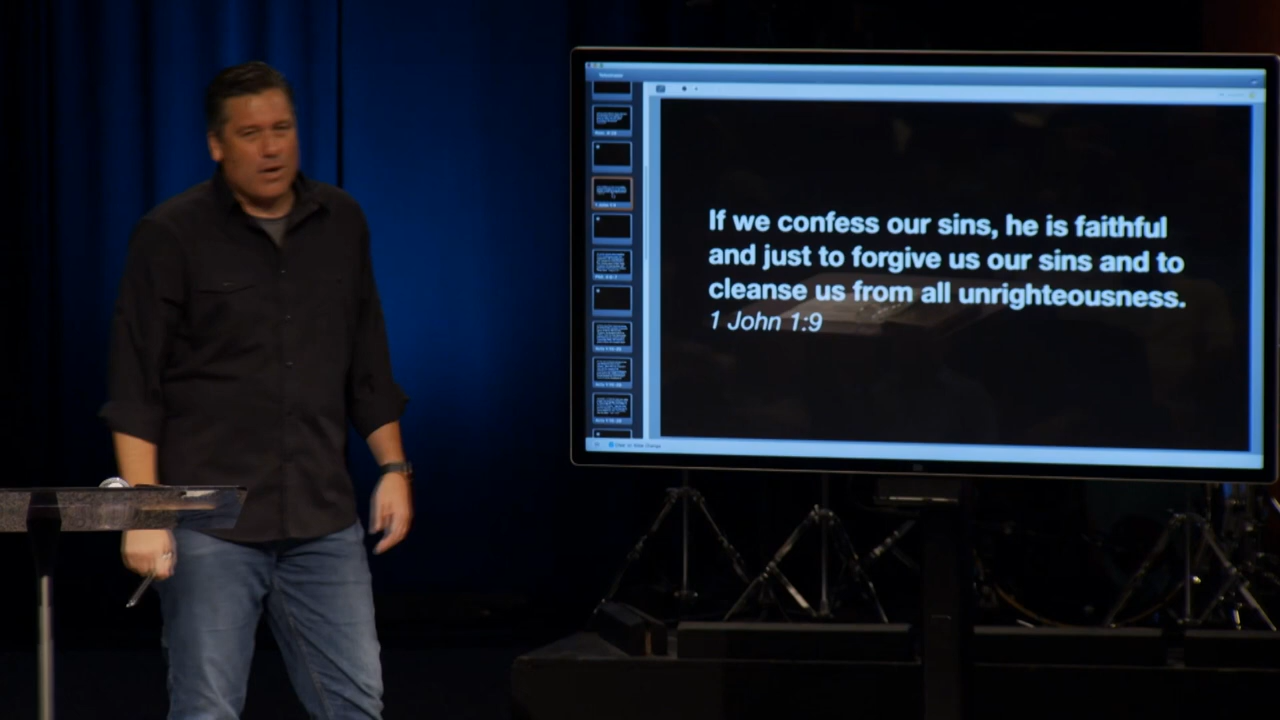 If we confess our sins, he is faithful
and just to forgive us our sins and to
cleanse us from all unrighteousness.
1 John 1:9